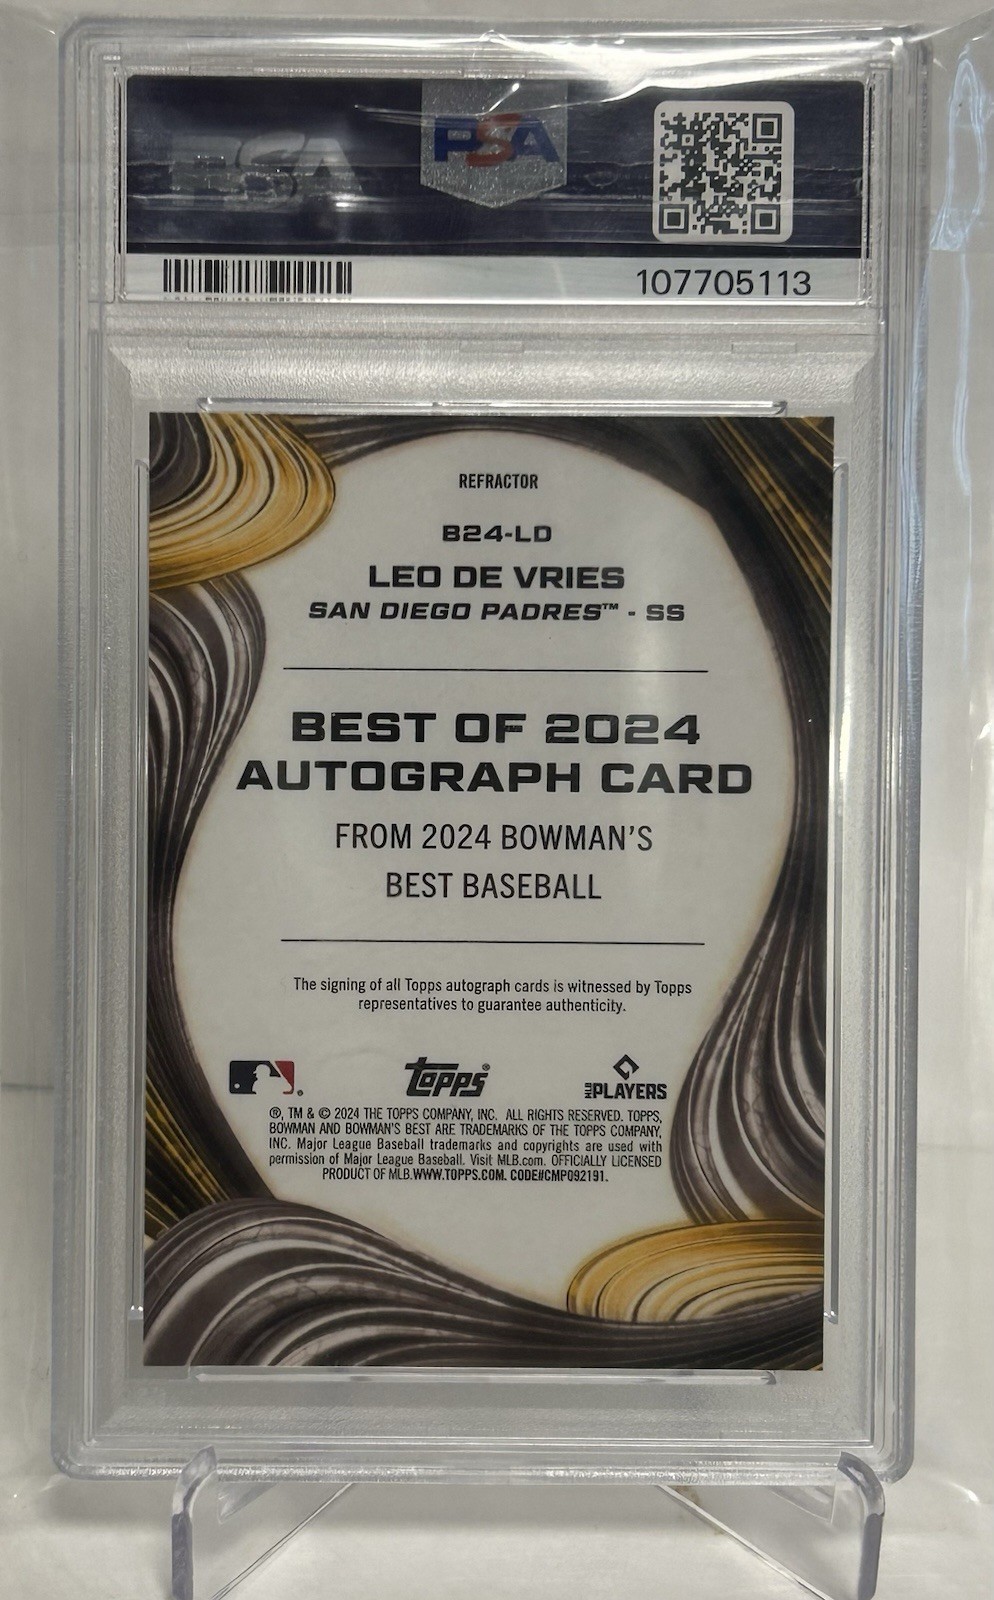 PSA
PSA
107705113
REFRACTOR
B24-LD
LEO DE VRIES
SAN DIEGO PADRES™ - SS
BEST OF 2024
AUTOGRAPH CARD
FROM 2024 BOWMAN'S
BEST BASEBALL
The signing of all Topps autograph cards is witnessed by Topps
representatives to guarantee authenticity.
Topps® MLB PLAYERS
®, TM & © 2024 THE TOPPS COMPANY, INC. ALL RIGHTS RESERVED. TOPPS,
BOWMAN AND BOWMAN'S BEST ARE TRADEMARKS OF THE TOPPS COMPANY,
INC. Major League Baseball trademarks and copyrights are used with
permission of Major League Baseball. Visit MLB.com. OFFICIALLY LICENSED
PRODUCT OF MLB.WWW.TOPPS.COM. CODE#CMP092191.